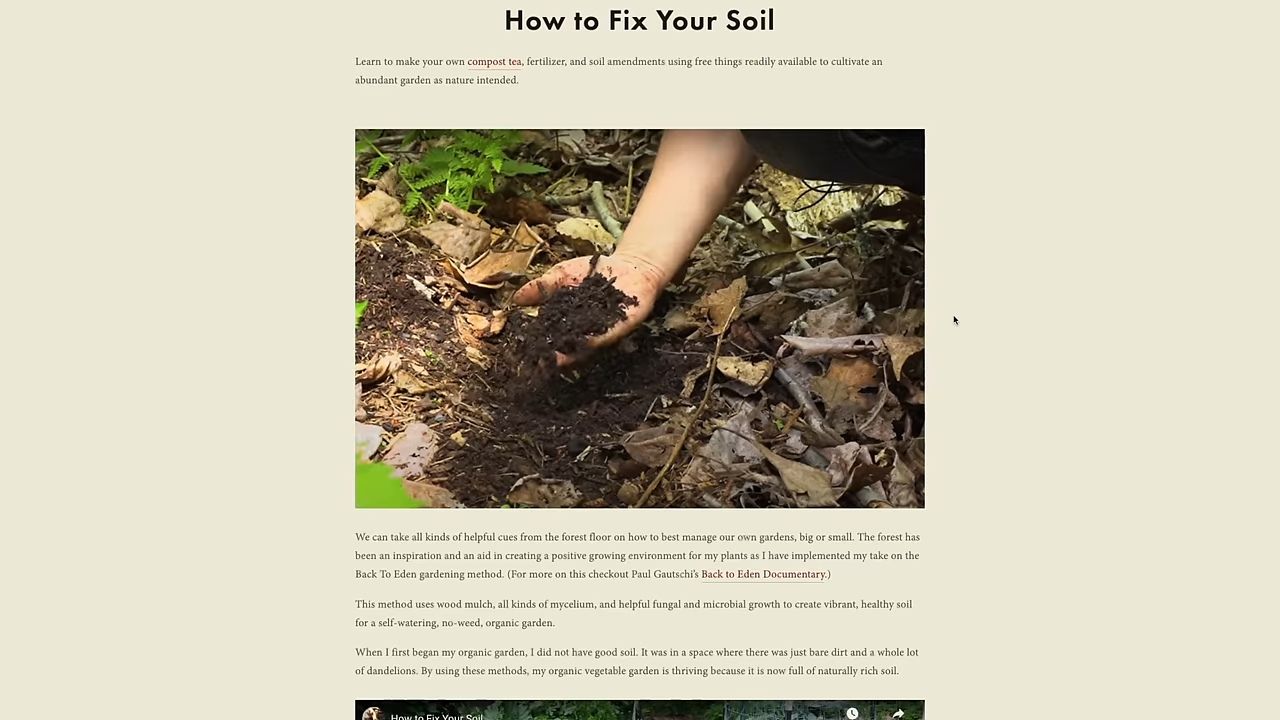 How to Fix Your Soil
Learn to make your own compost tea, fertilizer, and soil amendments using free things readily available to cultivate an
abundant garden as nature intended.
We can take all kinds of helpful cues from the forest floor on how to best manage our own gardens, big or small. The forest has
been an inspiration and an aid in creating a positive growing environment for my plants as I have implemented my take on the
Back To Eden gardening method. (For more on this checkout Paul Gautschi's Back to Eden Documentary.)
This method uses wood mulch, all kinds of mycelium, and helpful fungal and microbial growth to create vibrant, healthy soil
for a self-watering, no-weed, organic garden.
When I first began my organic garden, I did not have good soil. It was in a space where there was just bare dirt and a whole lot
of dandelions. By using these methods, my organic vegetable garden is thriving because it is now full of naturally rich soil.
How to Fix Your Soil